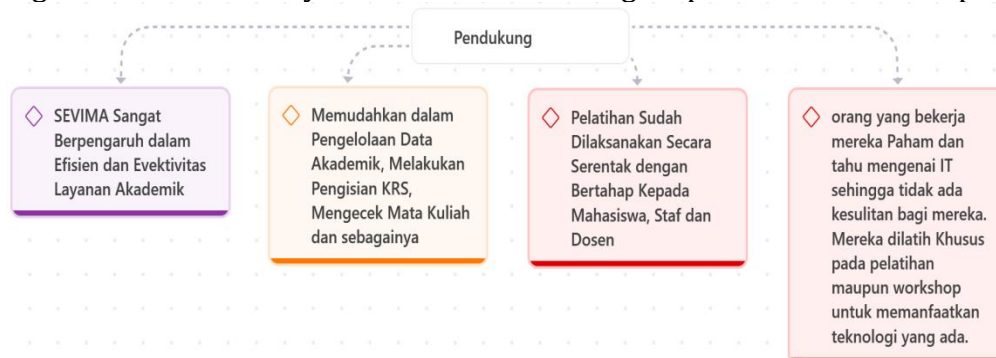 Pendukung
SEVIMA Sangat
Berpengaruh dalam
Efisien dan Evektivitas
Layanan Akademik
Memudahkan dalam
Pengelolaan Data
Akademik, Melakukan
Pengisian KRS,
Mengecek Mata Kuliah
dan sebagainya
Pelatihan Sudah
Dilaksanakan Secara
Serentak dengan
Bertahap Kepada
Mahasiswa, Staf dan
Dosen
orang yang bekerja
mereka Paham dan
tahu mengenai IT
sehingga tidak ada
kesulitan bagi mereka.
Mereka dilatih Khusus
pada pelatihan
maupun workshop
untuk memanfaatkan
teknologi yang ada.